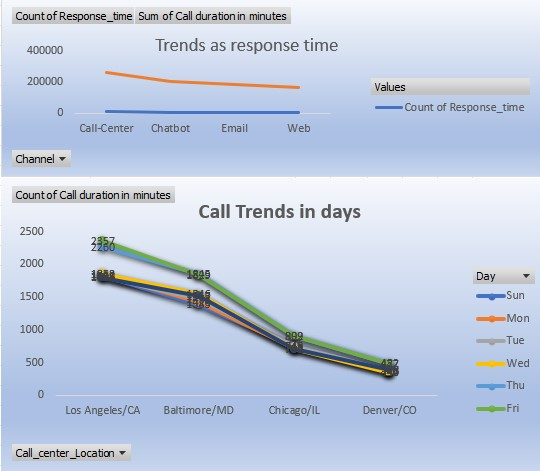 Count of Response_time Sum of Call duration in minutes
Trends as response time
400000
200000
0
Call-Center Chatbot Email Web
Values
Count of Response_time
Channel
Count of Call duration in minutes
Call Trends in days
2500
2000
1500
1000
500
0
2357
2260
Los Angeles/CA Baltimore/MD Chicago/IL Denver/CO
Day
Sun
Mon
Tue
Wed
Thu
Fri
Call_center_Location